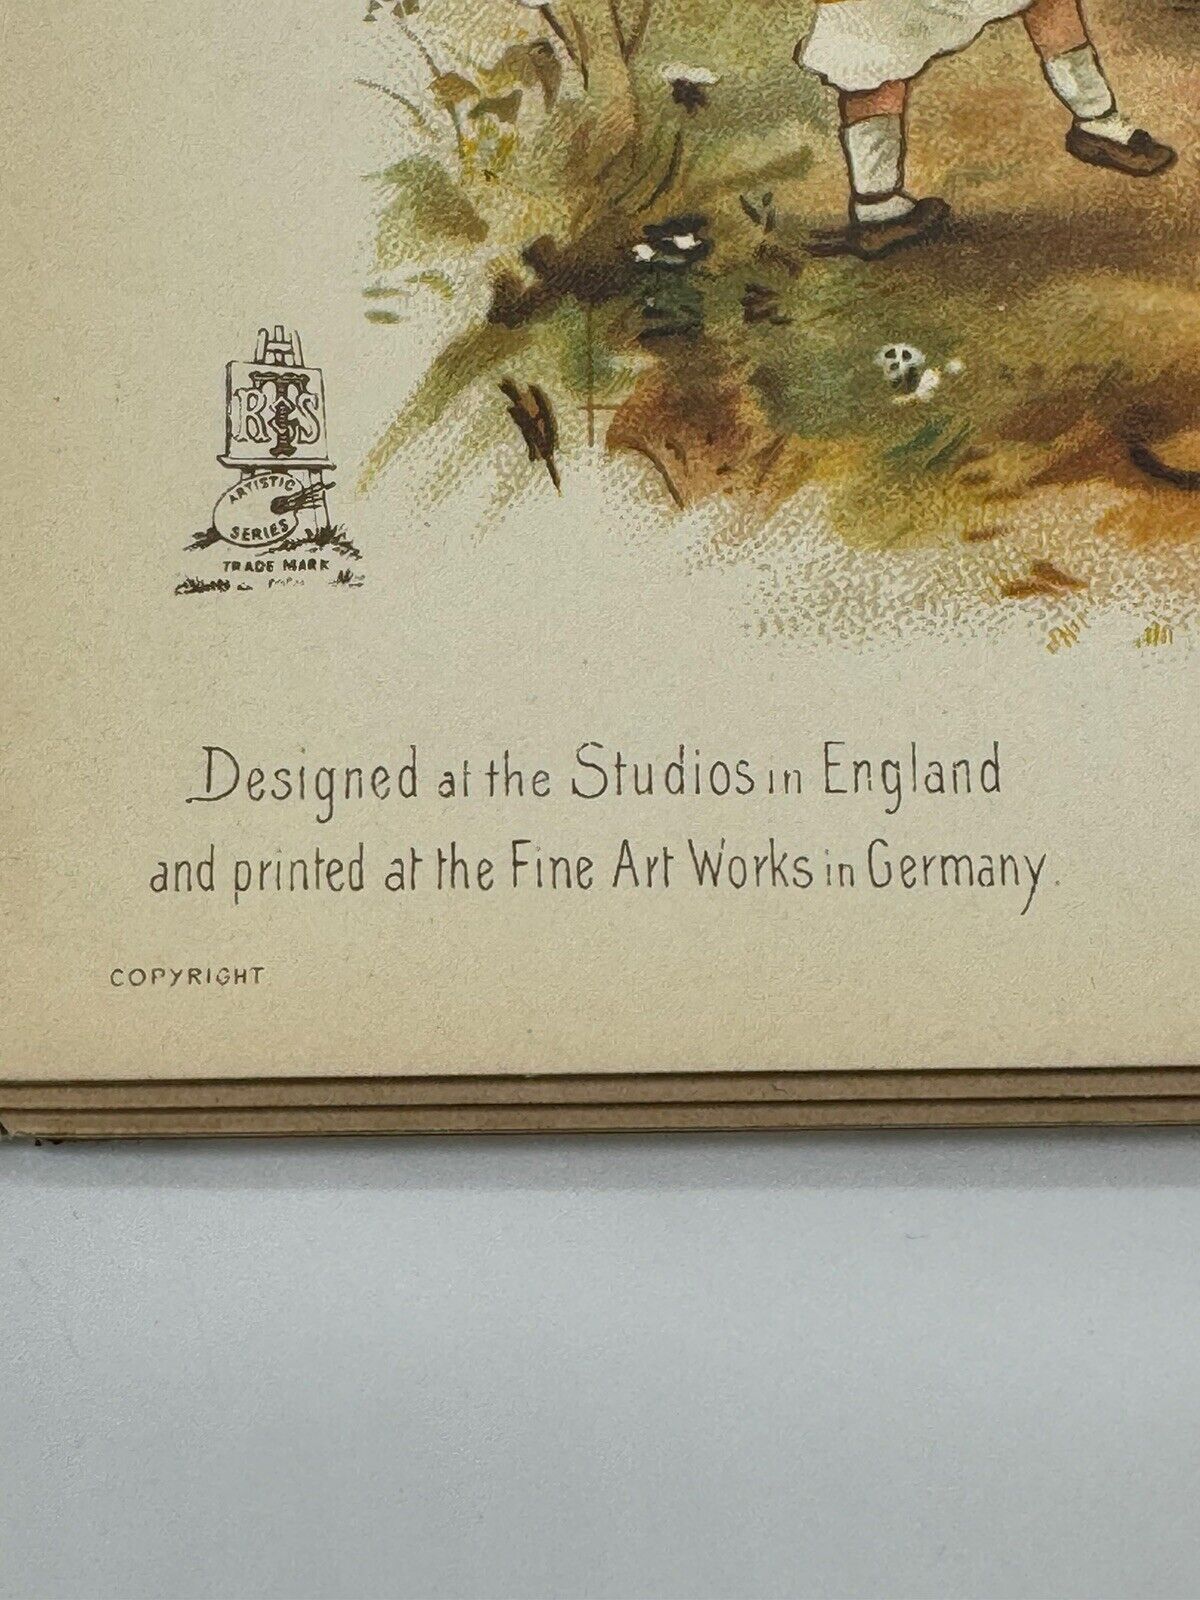 RTS
&
ARTISTIC
SERIES
TRADE MARK
Designed at the Studios in England
and printed at the Fine Art Works in Germany.
COPYRIGHT